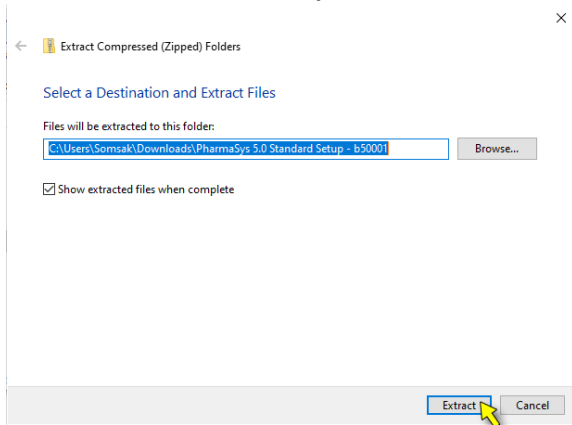 Extract Compressed (Zipped) Folders
Select a Destination and Extract Files
Files will be extracted to this folder:
C:\Users\Somsak\Downloads\PharmaSys 5.0 Standard Setup - b50001
Browse...
Show extracted files when complete
Extract
Cancel